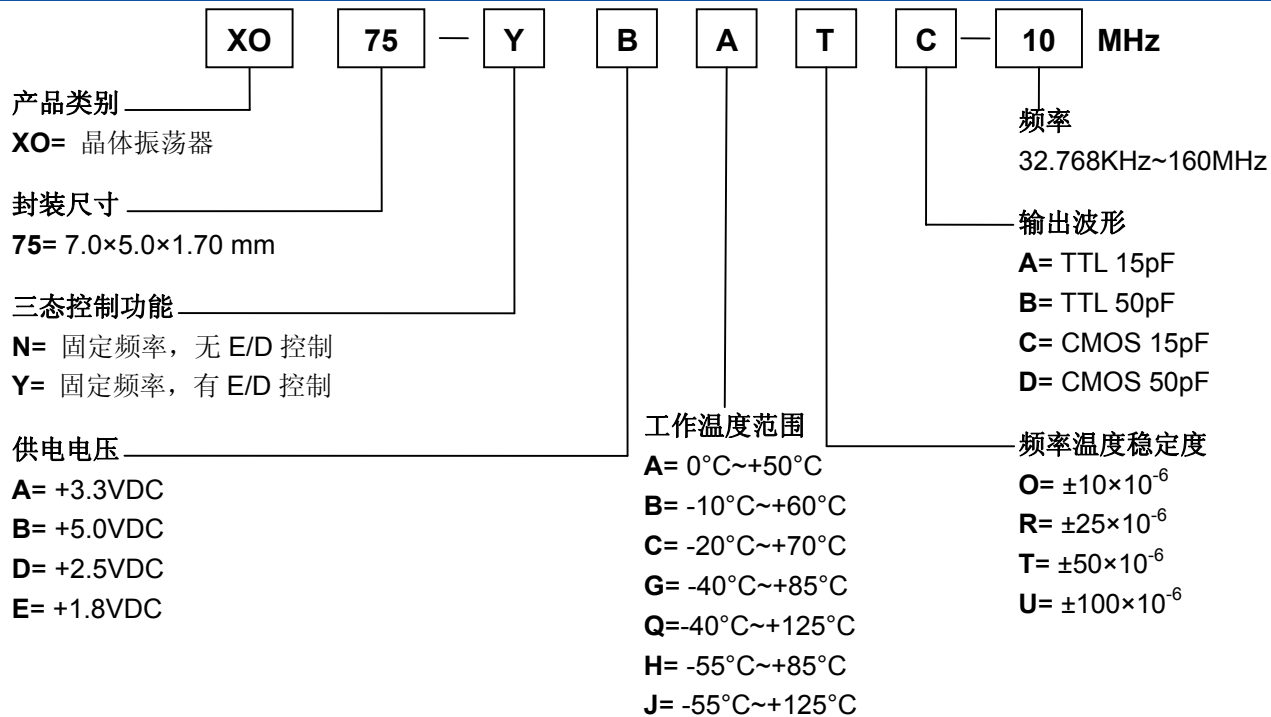 XO 75 — Y B A T C — 10 MHz
产品类别
XO= 晶体振荡器
封装尺寸
75= 7.0×5.0×1.70 mm
三态控制功能
N= 固定频率，无 E/D 控制
Y= 固定频率，有 E/D 控制
供电电压
A= +3.3VDC
B= +5.0VDC
D= +2.5VDC
E= +1.8VDC
工作温度范围
A= 0°C~+50°C
B= -10°C~+60°C
C= -20°C~+70°C
G= -40°C~+85°C
Q=-40°C~+125°C
H= -55°C~+85°C
J= -55°C~+125°C
频率
32.768KHz~160MHz
输出波形
A= TTL 15pF
B= TTL 50pF
C= CMOS 15pF
D= CMOS 50pF
频率温度稳定度
O= ±10×10⁻⁶
R= ±25×10⁻⁶
T= ±50×10⁻⁶
U= ±100×10⁻⁶